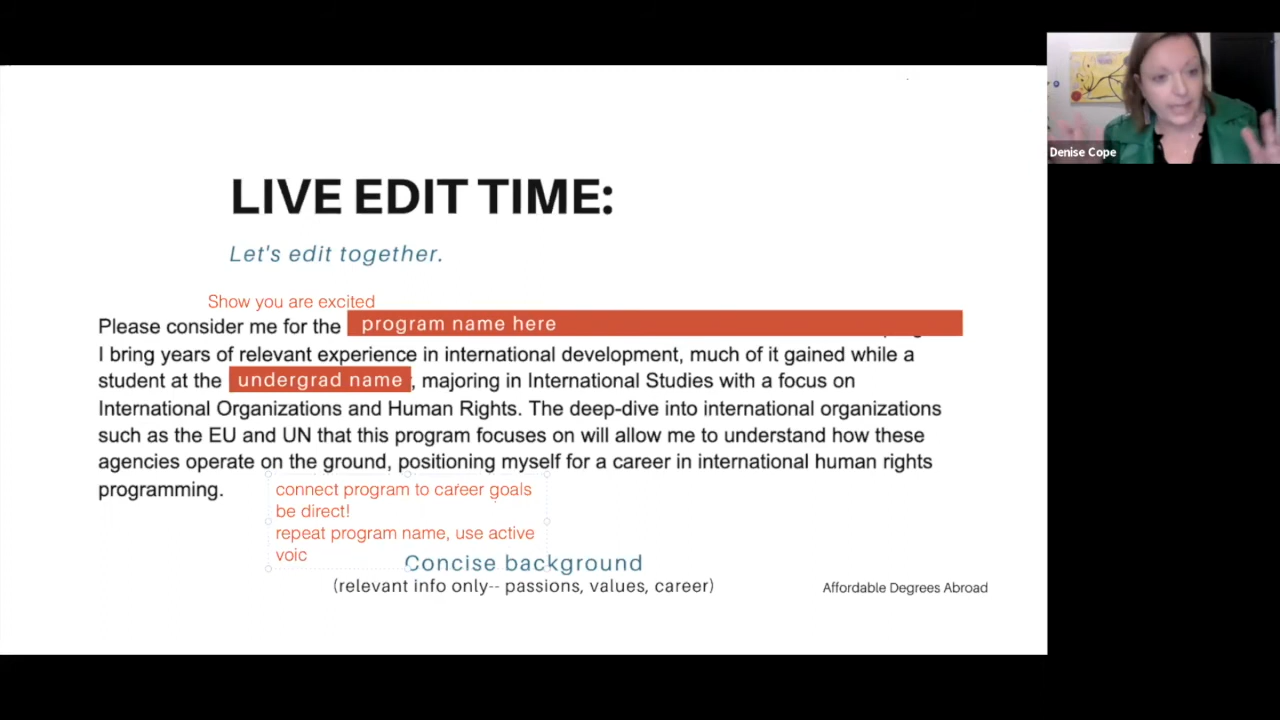 Denise Cope
LIVE EDIT TIME:
Let's edit together.
Show you are excited
Please consider me for the program name here
I bring years of relevant experience in international development, much of it gained while a
student at the undergrad name, majoring in International Studies with a focus on
International Organizations and Human Rights. The deep-dive into international organizations
such as the EU and UN that this program focuses on will allow me to understand how these
agencies operate on the ground, positioning myself for a career in international human rights
programming.
connect program to career goals
be direct!
repeat program name, use active
voic
Concise background
(relevant info only-- passions, values, career)
Affordable Degrees Abroad